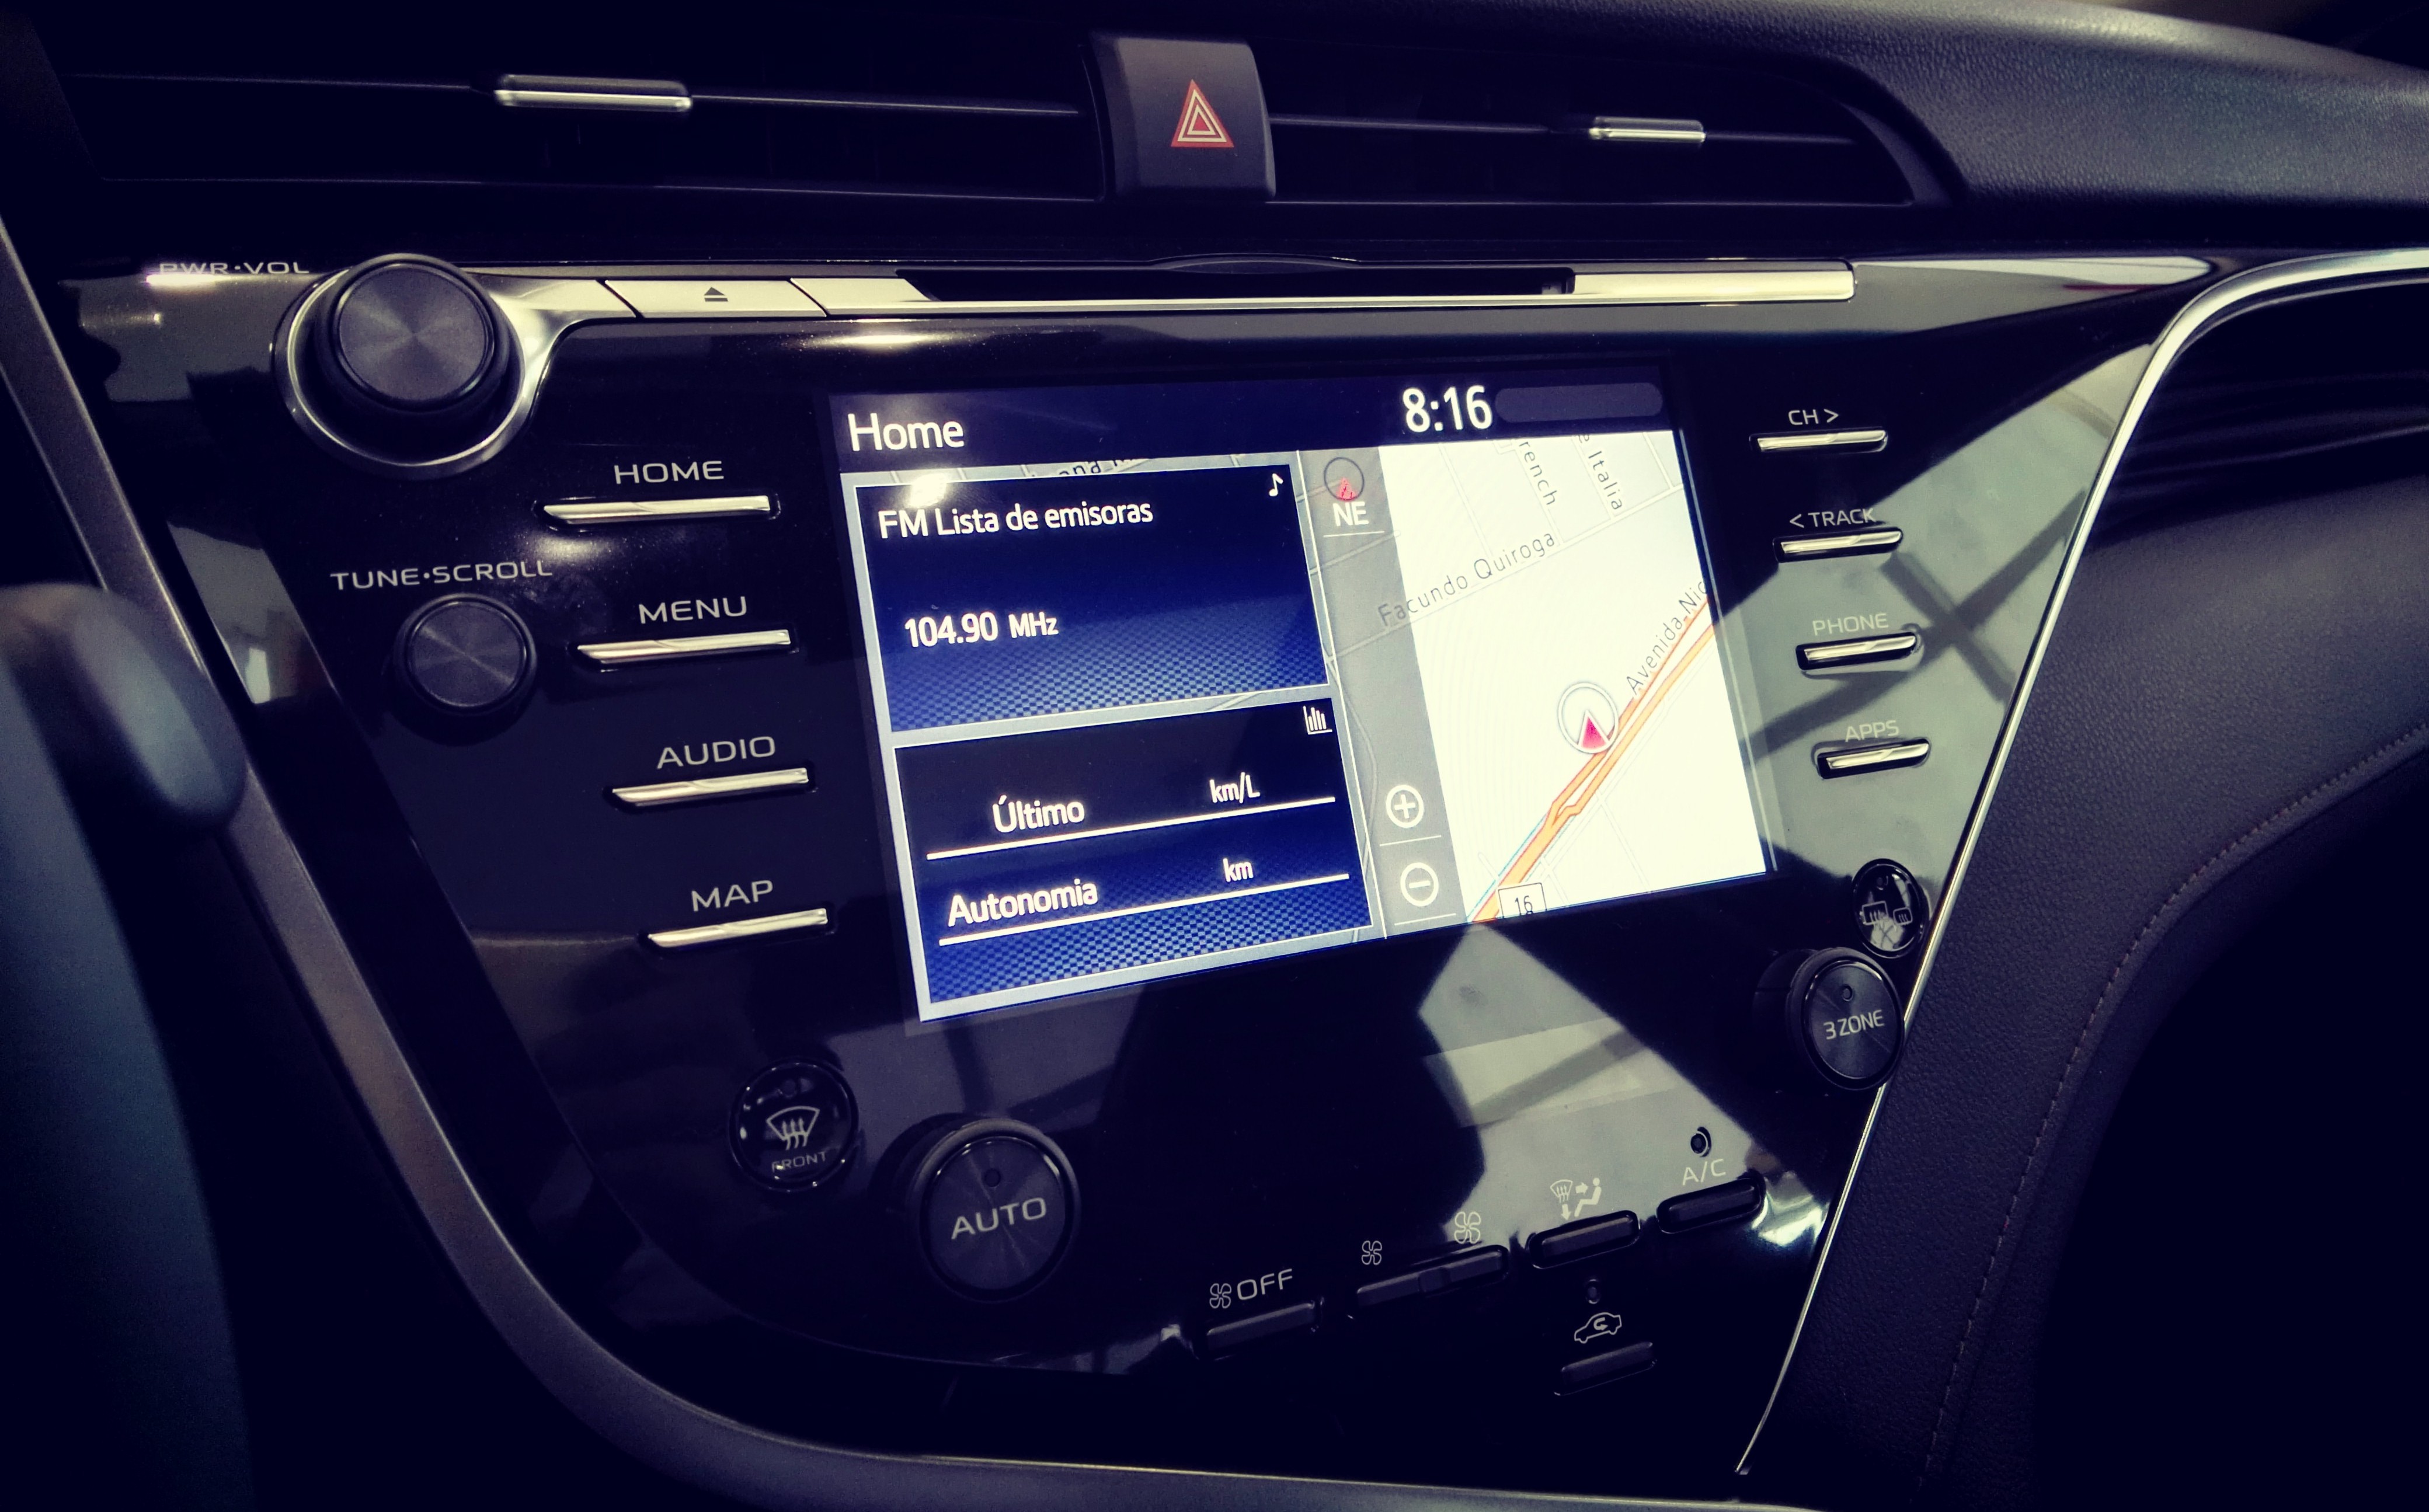 PWR•VOL
HOME
TUNE•SCROLL
MENU
AUDIO
MAP
Home
8:16
FM Lista de emisoras
104.90 MHz
Último km/L
Autonomia km
NE
Italia
Facundo Quiroga
Avenida
16
CH >
< TRACK
PHONE
APPS
3 ZONE
FRONT
AUTO
OFF
A/C